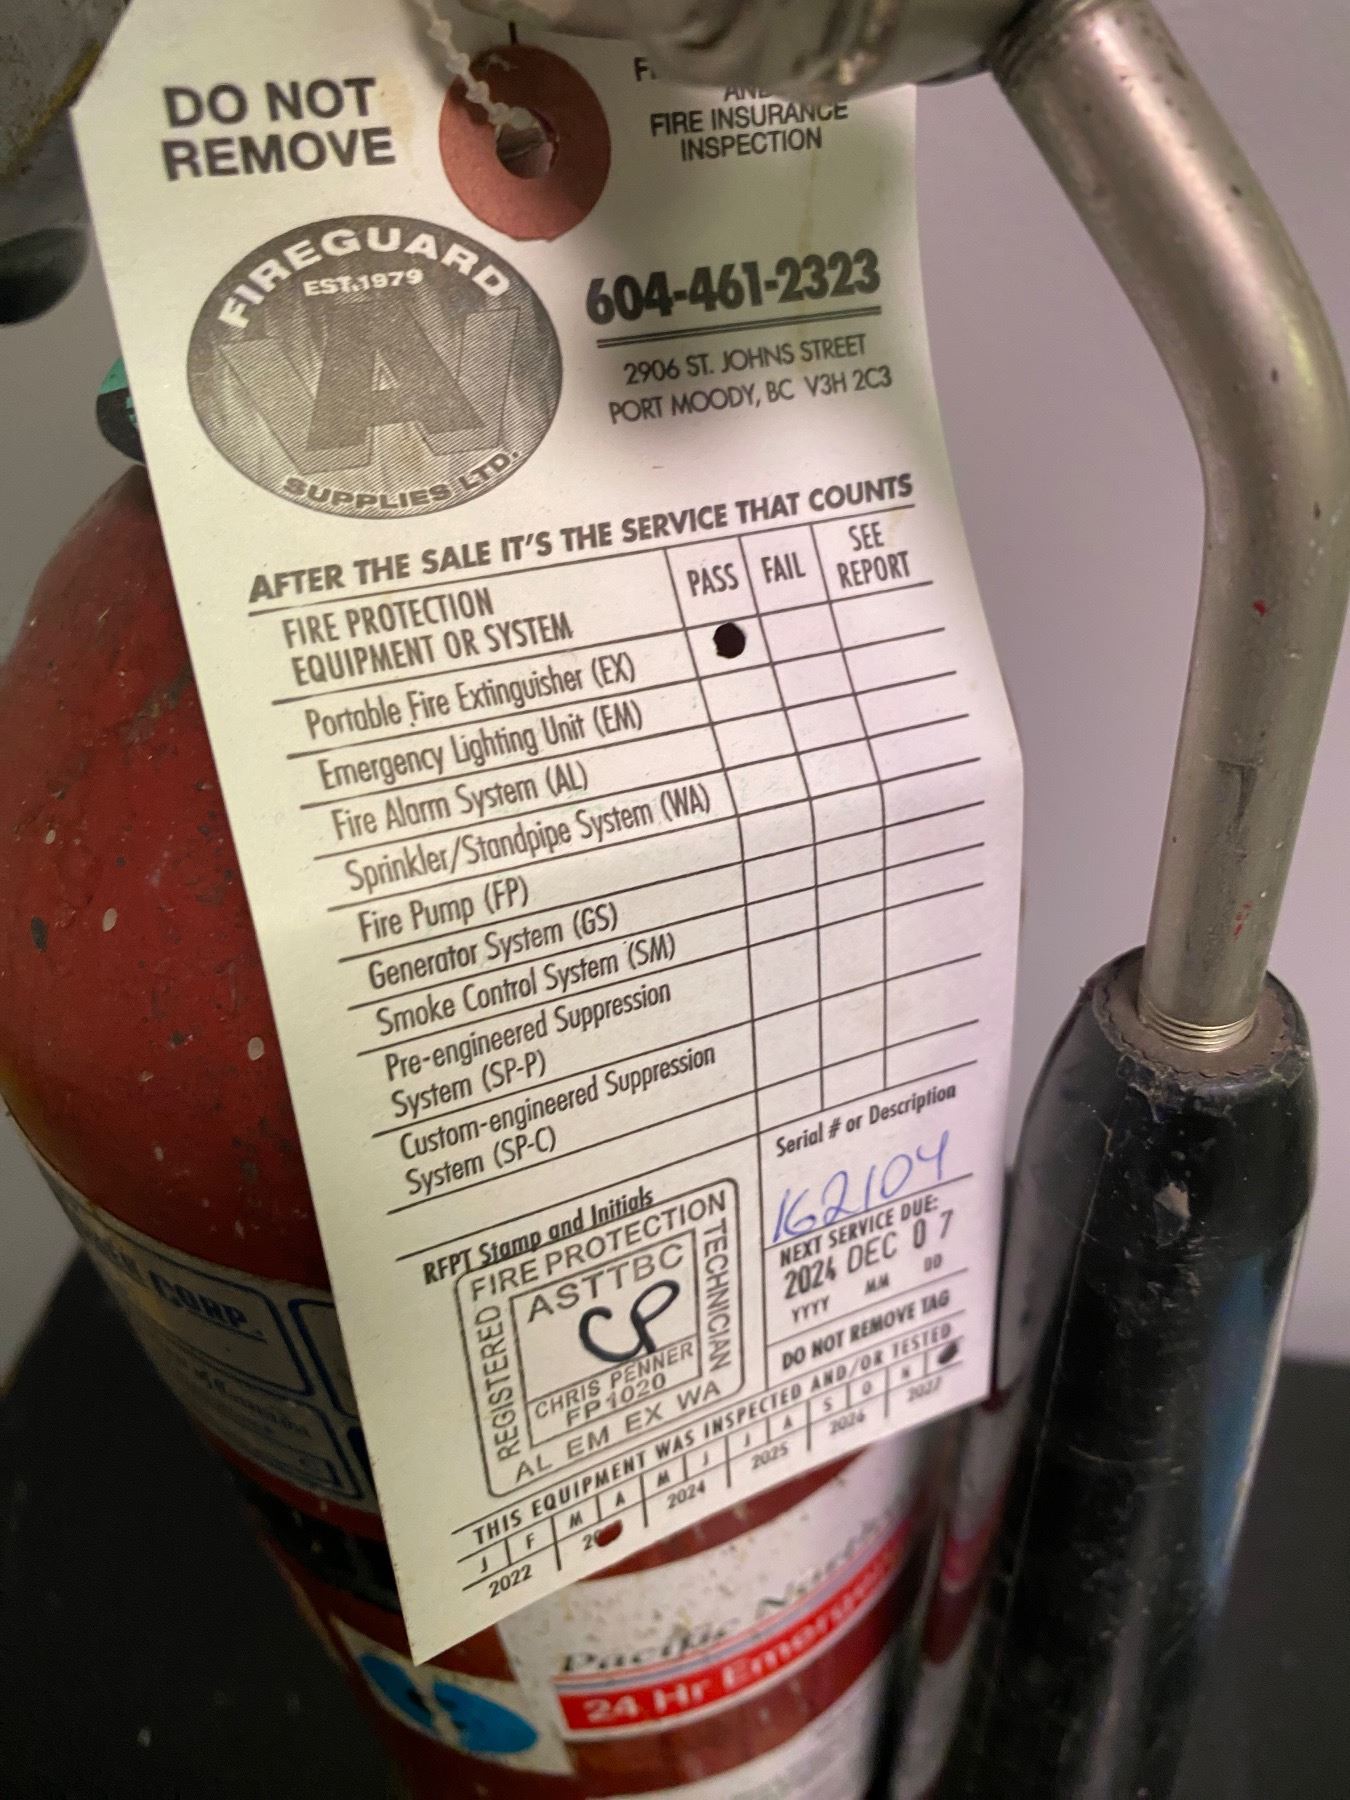 DO NOT
REMOVE
FIRE INSURANCE
INSPECTION
FIREGUARD
EST.1979
SUPPLIES LTD.
604-461-2323
2906 ST. JOHNS STREET
PORT MOODY, BC V3H 2C3
AFTER THE SALE IT'S THE SERVICE THAT COUNTS
FIRE PROTECTION
EQUIPMENT OR SYSTEM
PASS
FAIL
SEE
REPORT
Portable Fire Extinguisher (EX)
Emergency Lighting Unit (EM)
Fire Alarm System (AL)
Sprinkler/Standpipe System (WA)
Fire Pump (FP)
Generator System (GS)
Smoke Control System (SM)
Pre-engineered Suppression
System (SP-P)
Custom-engineered Suppression
System (SP-C)
Serial # or Description
162104
RFPT Stamp and Initials
REGISTERED FIRE PROTECTION TECHNICIAN
ASTTBC
CP
CHRIS PENNER
FP1020
AL EM EX WA
NEXT SERVICE DUE:
2024 DEC 07
YYYY MM DD
DO NOT REMOVE TAG
THIS EQUIPMENT WAS INSPECTED AND/OR TESTED
J F M A M J J A S O N
2022 2024 2025 2026 2027
CORP.
Pacific
24 Hr Emergency